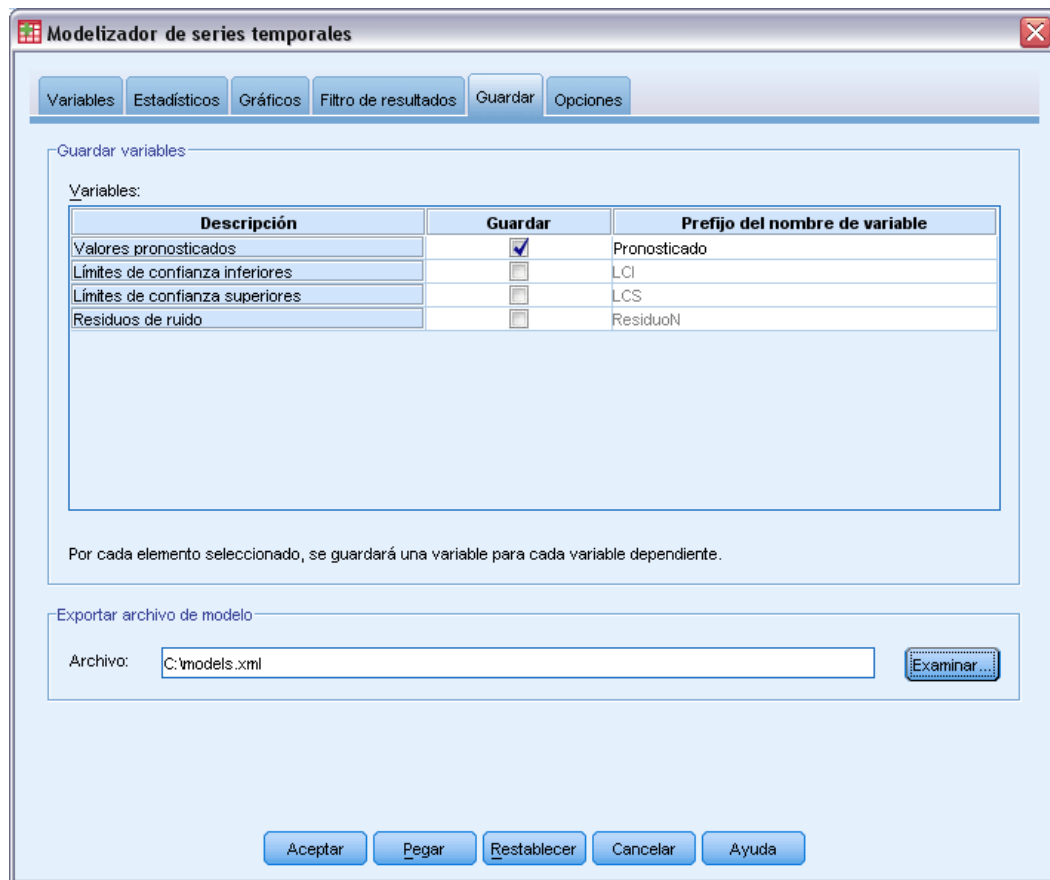 Modelizador de series temporales
Variables Estadísticos Gráficos Filtro de resultados Guardar Opciones
Guardar variables
Variables:
Descripción Guardar Prefijo del nombre de variable
Valores pronosticados Pronosticado
Límites de confianza inferiores LCI
Límites de confianza superiores LCS
Residuos de ruido ResiduoN
Por cada elemento seleccionado, se guardará una variable para cada variable dependiente.
Exportar archivo de modelo
Archivo: C:\models.xml Examinar...
Aceptar Pegar Restablecer Cancelar Ayuda